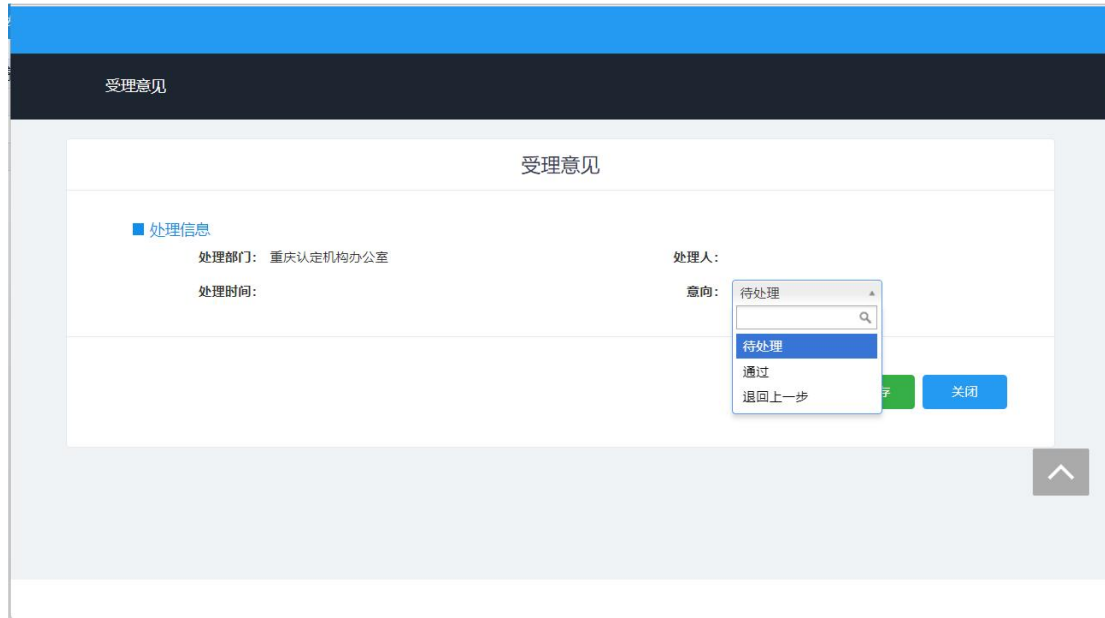 受理意见
受理意见
处理信息
处理部门： 重庆认定机构办公室
处理人：
处理时间：
意向： 待处理
待处理
通过
退回上一步
关闭